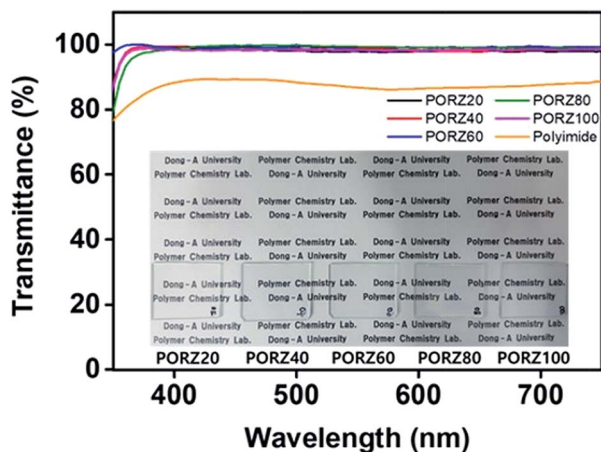 Transmittance (%)
100
80
60
40
20
0
PORZ20 PORZ80
PORZ40 PORZ100
PORZ60 Polyimide
Dong-A University Polymer Chemistry Lab. Dong-A University Polymer Chemistry Lab.
Polymer Chemistry Lab. Dong-A University Polymer Chemistry Lab. Dong-A University
Dong-A University Polymer Chemistry Lab. Dong-A University Polymer Chemistry Lab.
Polymer Chemistry Lab. Dong-A University Polymer Chemistry Lab. Dong-A University
Dong-A University Polymer Chemistry Lab. Dong-A University Polymer Chemistry Lab.
Polymer Chemistry Lab. Dong-A University Polymer Chemistry Lab. Dong-A University
Dong-A University Polymer Chemistry Lab. Dong-A University Polymer Chemistry Lab.
Polymer Chemistry Lab. Dong-A University Polymer Chemistry Lab. Dong-A University
Dong-A University Polymer Chemistry Lab. Dong-A University Polymer Chemistry Lab.
Dong-A University Polymer Chemistry Lab. Dong-A University
PORZ20 PORZ40 PORZ60 PORZ80 PORZ100
400 500 600 700
Wavelength (nm)